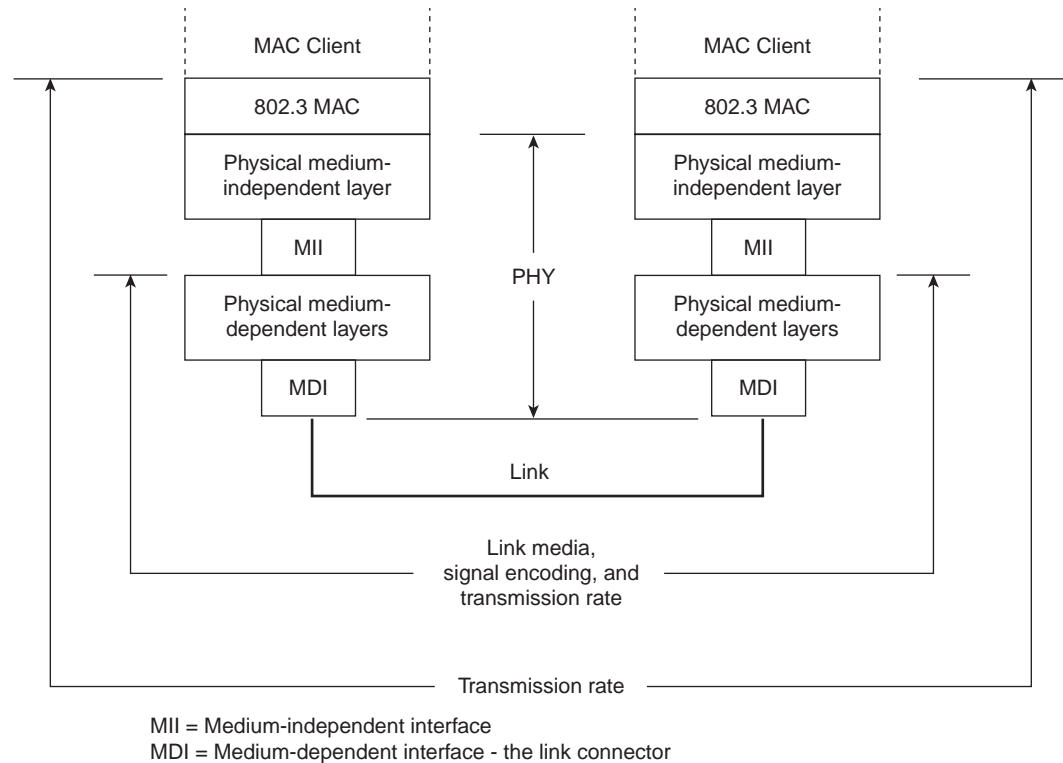 MAC Client
MAC Client
802.3 MAC
802.3 MAC
Physical medium-
independent layer
Physical medium-
independent layer
MII
PHY
MII
Physical medium-
dependent layers
Physical medium-
dependent layers
MDI
MDI
Link
Link media,
signal encoding, and
transmission rate
Transmission rate
MII = Medium-independent interface
MDI = Medium-dependent interface - the link connector